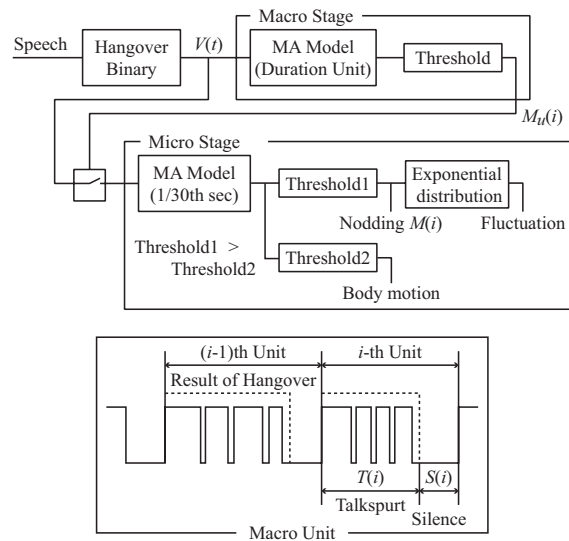 Macro Stage
Speech
Hangover
Binary
V(t)
MA Model
(Duration Unit)
Threshold
Mu(i)
Micro Stage
MA Model
(1/30th sec)
Threshold1
Exponential
distribution
Nodding M(i)
Fluctuation
Threshold1 >
Threshold2
Threshold2
Body motion
(i-1)th Unit
i-th Unit
Result of Hangover
T(i)
S(i)
Talkspurt
Silence
Macro Unit